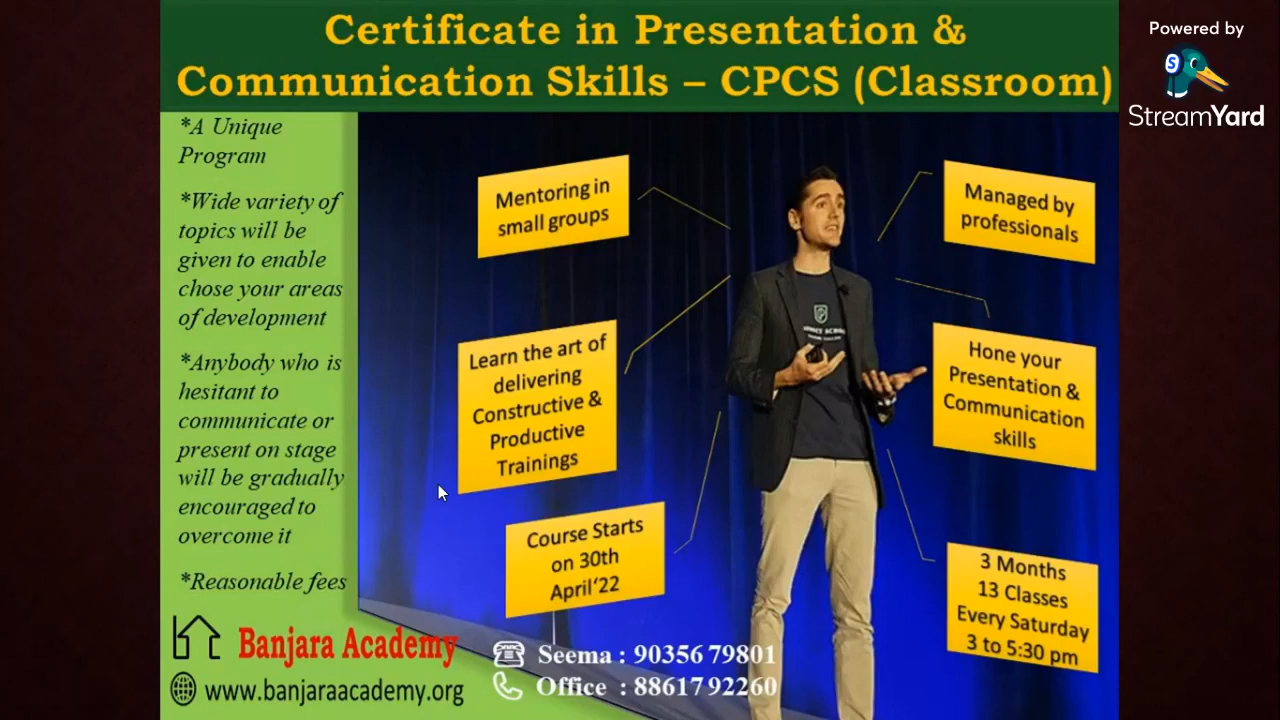 Certificate in Presentation &
Communication Skills – CPCS (Classroom)
Powered by
StreamYard
*A Unique
Program
*Wide variety of
topics will be
given to enable
chose your areas
of development
*Anybody who is
hesitant to
communicate or
present on stage
will be gradually
encouraged to
overcome it
*Reasonable fees
Mentoring in
small groups
Learn the art of
delivering
Constructive &
Productive
Trainings
Course Starts
on 30th
April‘22
Managed by
professionals
Hone your
Presentation &
Communication
skills
3 Months
13 Classes
Every Saturday
3 to 5:30 pm
Banjara Academy
www.banjaraacademy.org
Seema : 90356 79801
Office : 88617 92260